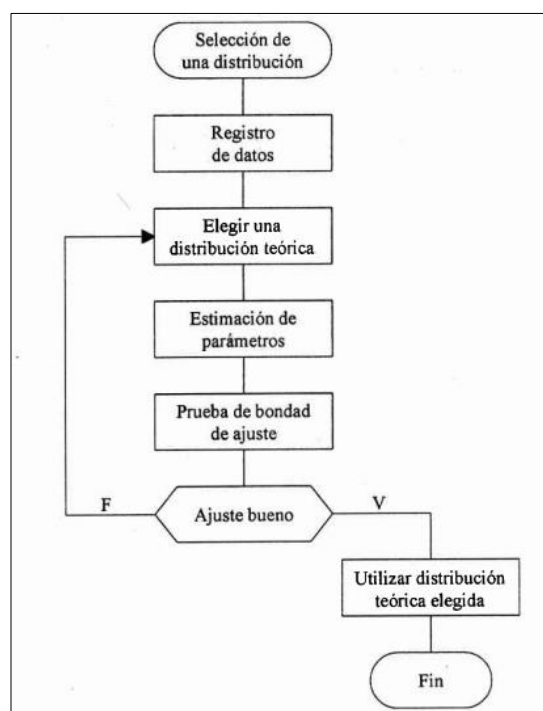 Selección de
una distribución
Registro
de datos
Elegir una
distribución teórica
Estimación de
parámetros
Prueba de bondad
de ajuste
Ajuste bueno
F
V
Utilizar distribución
teórica elegida
Fin